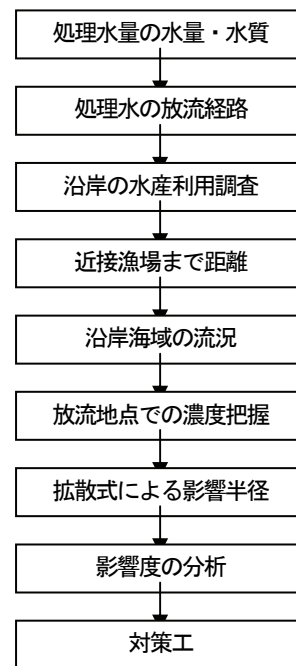 処理水量の水量・水質
処理水の放流経路
沿岸の水産利用調査
近接漁場まで距離
沿岸海域の流況
放流地点での濃度把握
拡散式による影響半径
影響度の分析
対策工